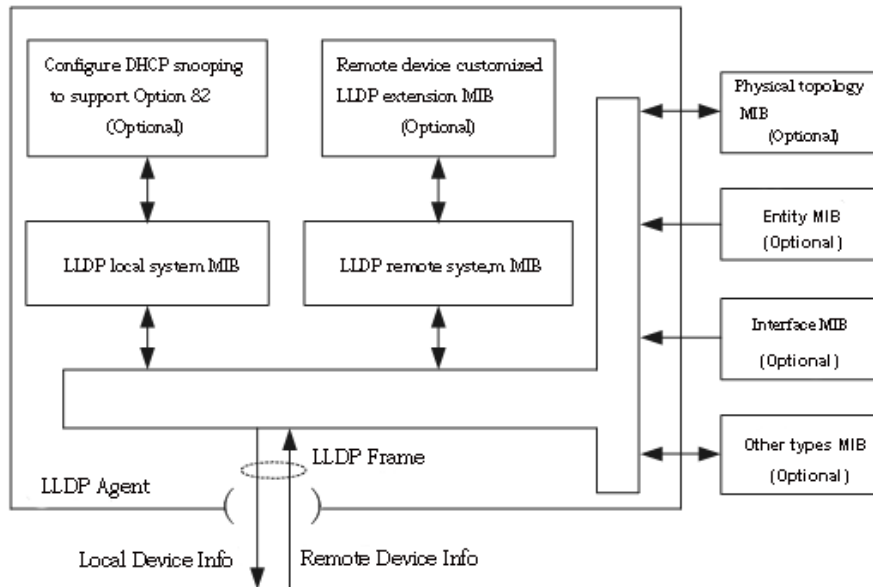 Configure DHCP snooping
to support Option 82
(Optional)
Remote device customized
LLDP extension MIB
(Optional)
Physical topology
MIB
(Optional)
LLDP local system MIB
LLDP remote syste,m MIB
Entity MIB
(Optional)
Interface MIB
(Optional)
Other types MIB
(Optional)
LLDP Frame
LLDP Agent
Local Device Info
Remote Device Info